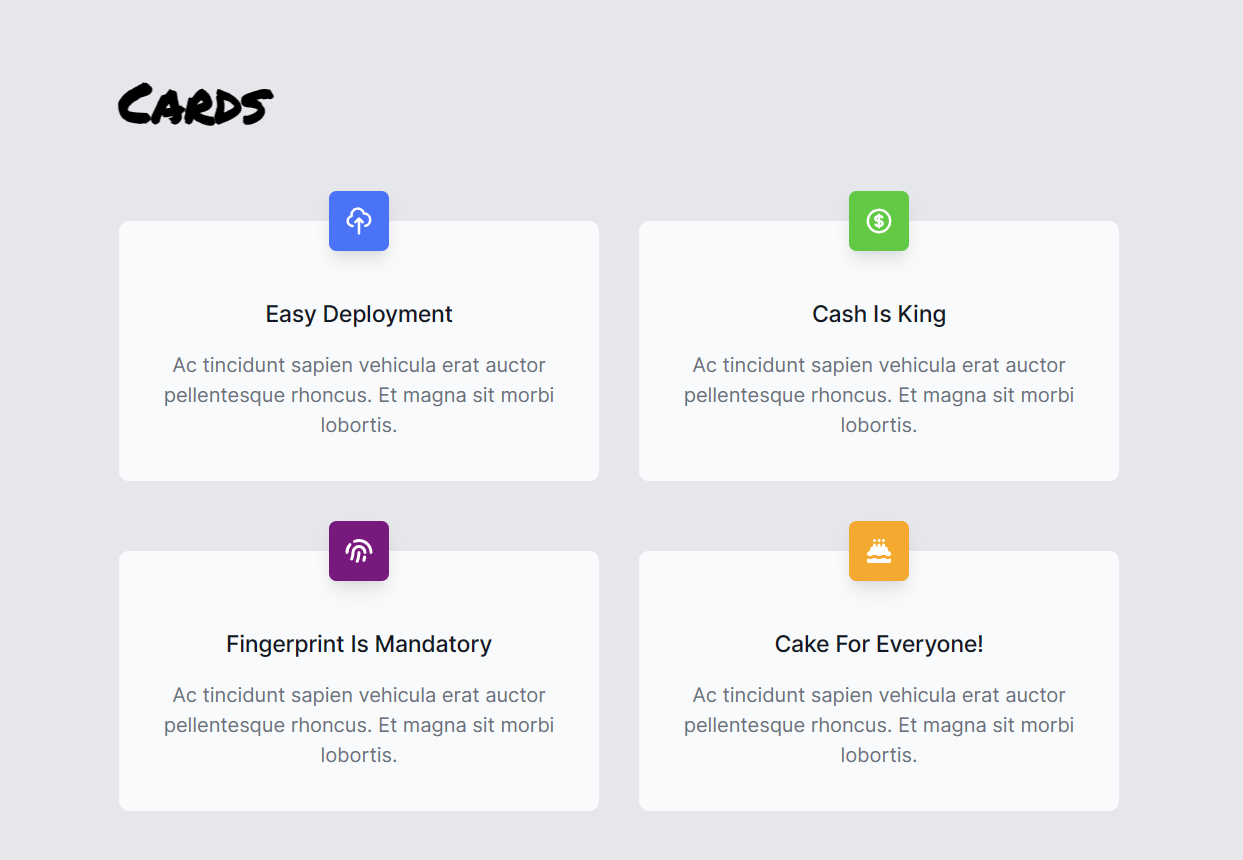 Cards
Easy Deployment
Ac tincidunt sapien vehicula erat auctor
pellentesque rhoncus. Et magna sit morbi
lobortis.
Cash Is King
Ac tincidunt sapien vehicula erat auctor
pellentesque rhoncus. Et magna sit morbi
lobortis.
Fingerprint Is Mandatory
Ac tincidunt sapien vehicula erat auctor
pellentesque rhoncus. Et magna sit morbi
lobortis.
Cake For Everyone!
Ac tincidunt sapien vehicula erat auctor
pellentesque rhoncus. Et magna sit morbi
lobortis.